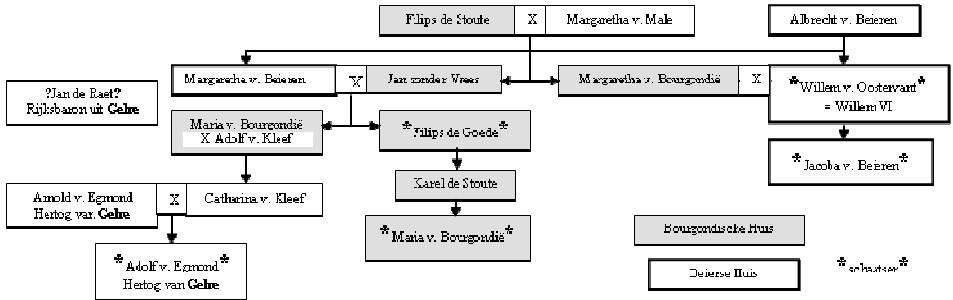 Filips de Stoute X Margaretha v. Male
Albrecht v. Beieren
Margaretha v. Beieren X Jan zonder Vrees
Margaretha v. Bourgondië X *Willem v. Oostervant*
= Willem VI
?Jan de Raet?
Rijksbaron uit Gelre
Maria v. Bourgondië
X Adolf v. Kleef
*Filips de Goede*
*Jacoba v. Beieren*
Karel de Stoute
Arnold v. Egmond X Catharina v. Kleef
Hertog van Gelre
*Maria v. Bourgondië*
Bourgondische Huis
*Adolf v. Egmond*
Hertog van Gelre
Beierse Huis